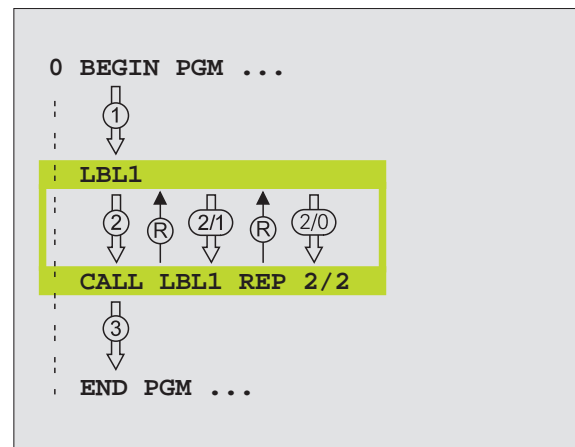 0 BEGIN PGM ...
1
LBL1
2 R 2/1 R 2/0
CALL LBL1 REP 2/2
3
END PGM ...